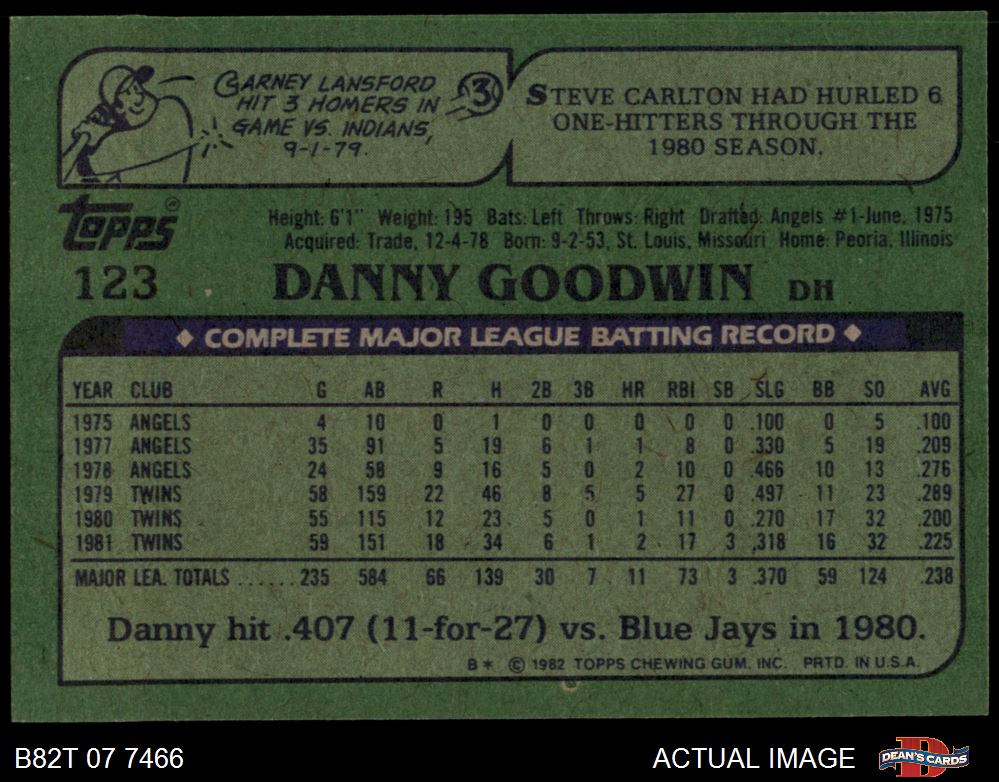 CARNEY LANSFORD
HIT 3 HOMERS IN
GAME VS. INDIANS,
9-1-79.
3
STEVE CARLTON HAD HURLED 6
ONE-HITTERS THROUGH THE
1980 SEASON.
Topps®
Height: 6'1" Weight: 195 Bats: Left Throws: Right Drafted: Angels #1-June, 1975
Acquired: Trade, 12-4-78 Born: 9-2-53, St. Louis, Missouri Home: Peoria, Illinois
123 DANNY GOODWIN DH
◆ COMPLETE MAJOR LEAGUE BATTING RECORD ◆
YEAR CLUB G AB R H 2B 3B HR RBI SB SLG BB SO AVG
1975 ANGELS 4 10 0 1 0 0 0 0 0 .100 0 5 .100
1977 ANGELS 35 91 5 19 6 1 1 8 0 .330 5 19 .209
1978 ANGELS 24 58 9 16 5 0 2 10 0 .466 10 13 .276
1979 TWINS 58 159 22 46 8 5 5 27 0 .497 11 23 .289
1980 TWINS 55 115 12 23 5 0 1 11 0 .270 17 32 .200
1981 TWINS 59 151 18 34 6 1 2 17 3 .318 16 32 .225
MAJOR LEA. TOTALS ...... 235 584 66 139 30 7 11 73 3 .370 59 124 .238
Danny hit .407 (11-for-27) vs. Blue Jays in 1980.
B* © 1982 TOPPS CHEWING GUM, INC. PRTD. IN U.S.A.
B82T 07 7466 ACTUAL IMAGE DEAN'S CARDS